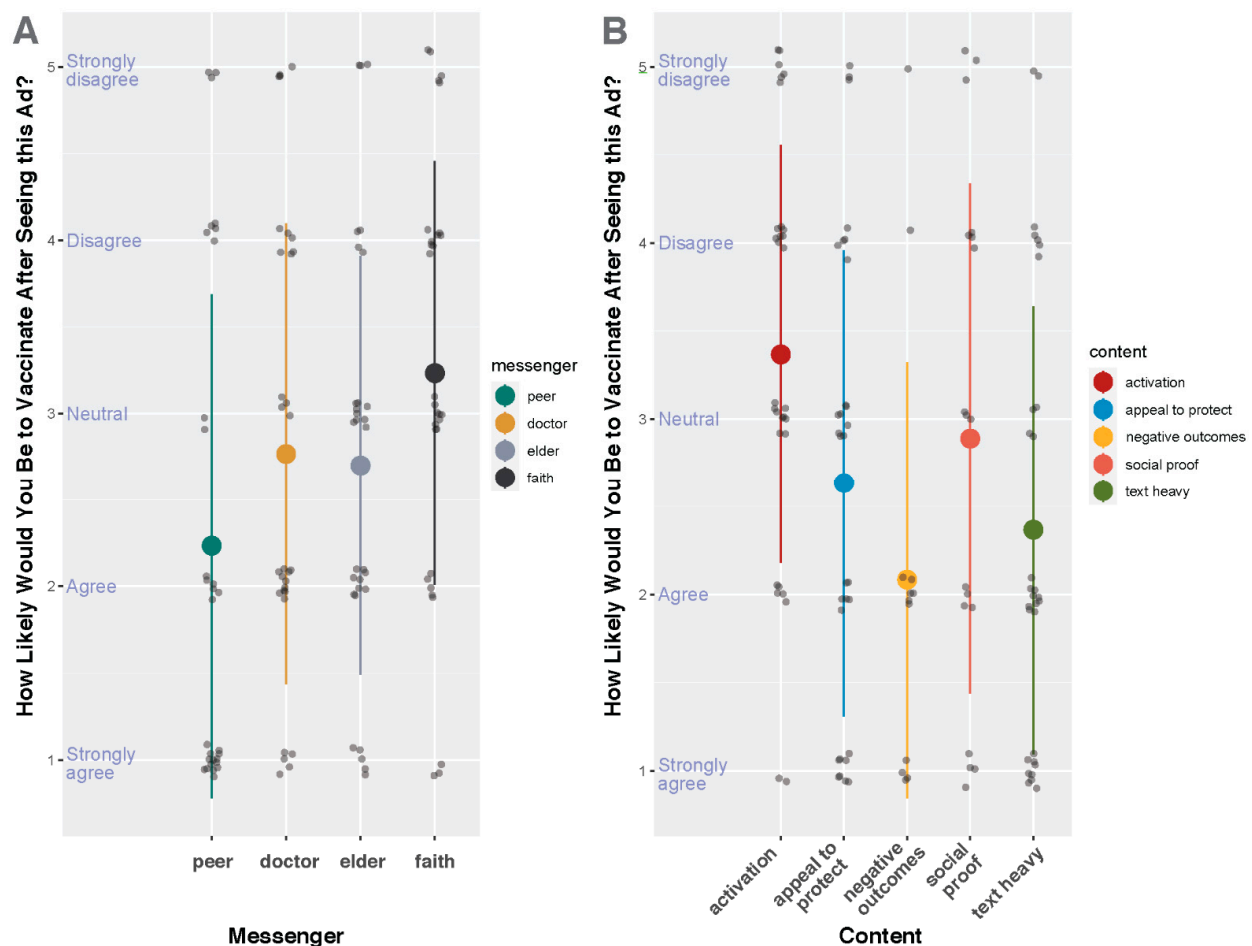 A
How Likely Would You Be to Vaccinate After Seeing this Ad?
5
Strongly
disagree
4
Disagree
3
Neutral
2
Agree
1
Strongly
agree
peer
doctor
elder
faith
Messenger
messenger
peer
doctor
elder
faith
B
How Likely Would You Be to Vaccinate After Seeing this Ad?
5
Strongly
disagree
4
Disagree
3
Neutral
2
Agree
1
Strongly
agree
activation
appeal to
protect
negative
outcomes
social
proof
text heavy
Content
content
activation
appeal to protect
negative outcomes
social proof
text heavy